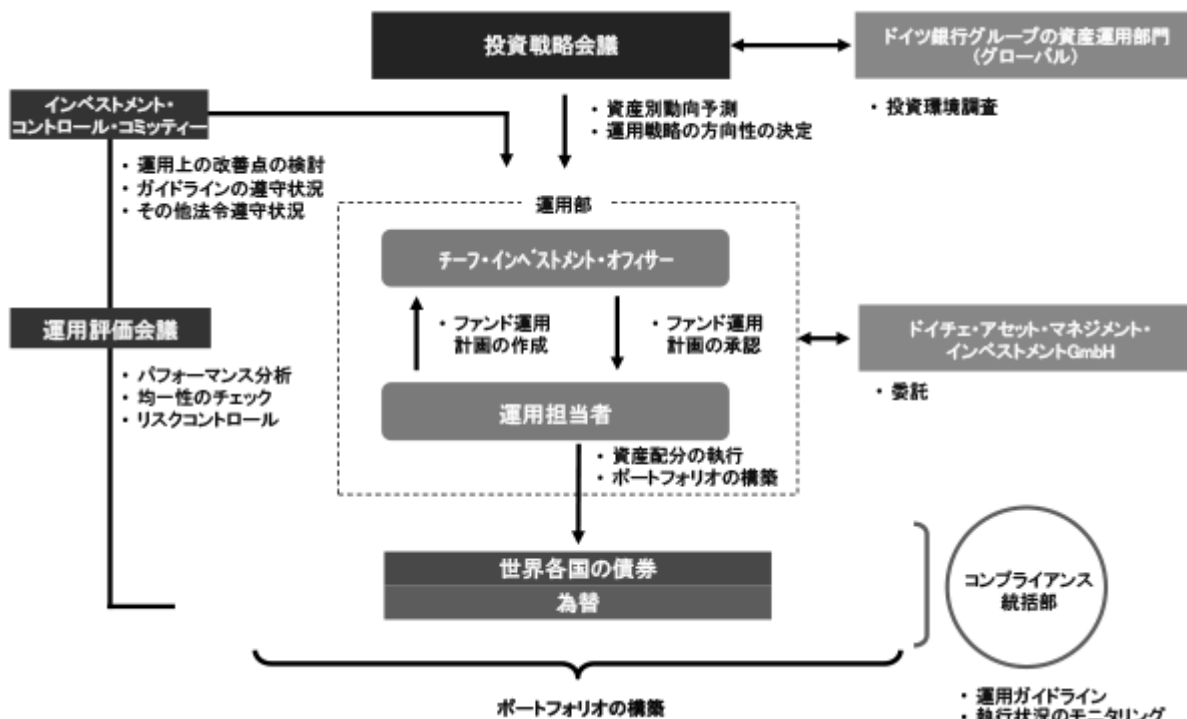 投資戦略会議
ドイツ銀行グループの資産運用部門
(グローバル)
・投資環境調査
・資産別動向予測
・運用戦略の方向性の決定
インベストメント・
コントロール・コミッティー
・運用上の改善点の検討
・ガイドラインの遵守状況
・その他法令遵守状況
運用部
チーフ・インベストメント・オフィサー
・ファンド運用
計画の作成
・ファンド運用
計画の承認
運用評価会議
・パフォーマンス分析
・均一性のチェック
・リスクコントロール
ドイチェ・アセット・マネジメント・
インベストメントGmbH
・委託
運用担当者
・資産配分の執行
・ポートフォリオの構築
世界各国の債券
為替
コンプライアンス
統括部
ポートフォリオの構築
・運用ガイドライン
・執行状況のモニタリング